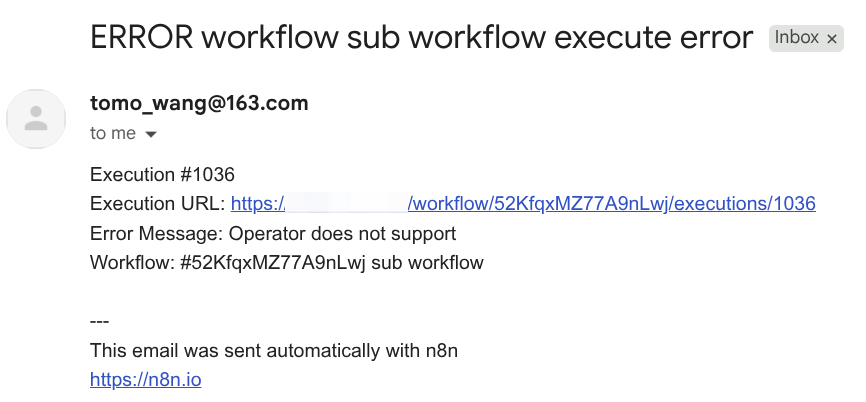 ERROR workflow sub workflow execute error Inbox ×
tomo_wang@163.com
to me
Execution #1036
Execution URL: https:/ /workflow/52KfqxMZ77A9nLwj/executions/1036
Error Message: Operator does not support
Workflow: #52KfqxMZ77A9nLwj sub workflow
---
This email was sent automatically with n8n
https://n8n.io